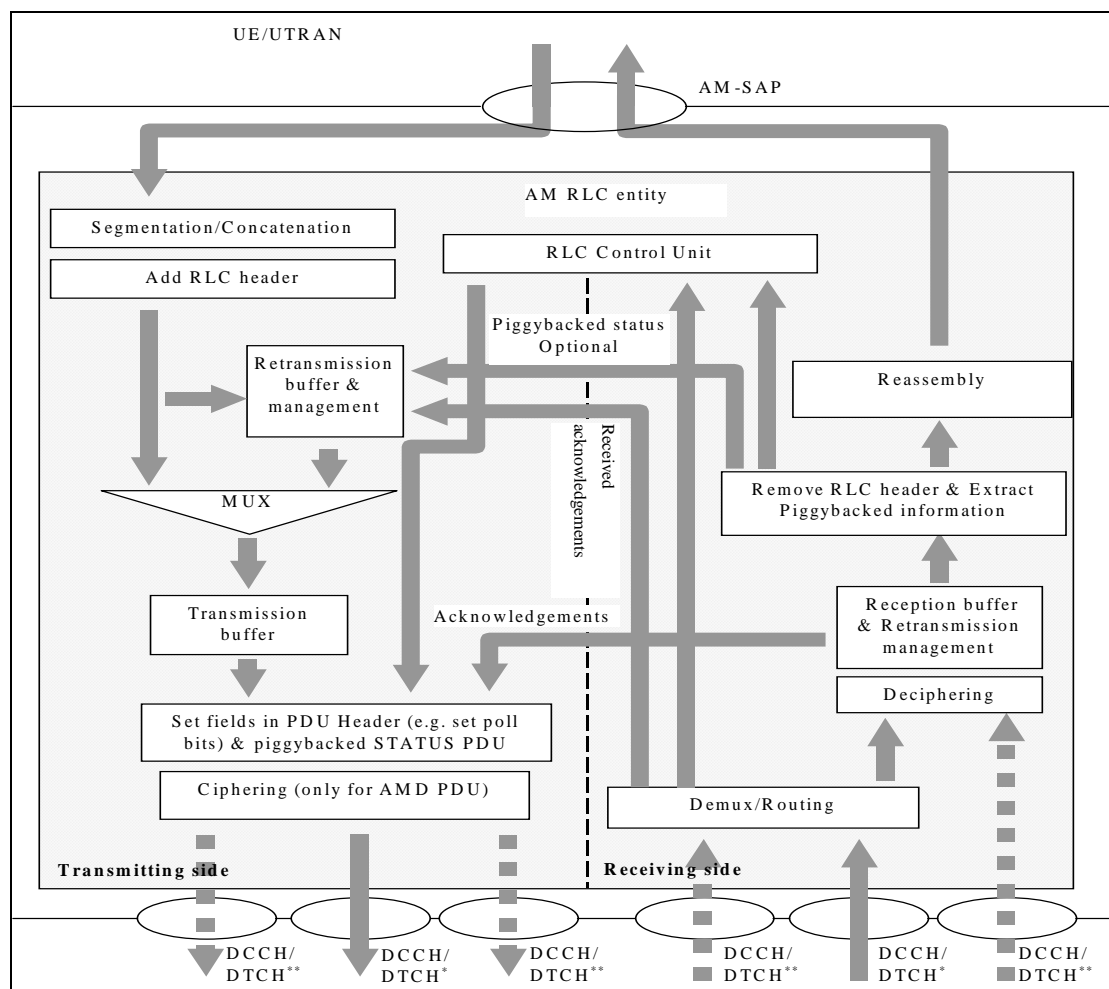 UE/UTRAN
AM-SAP
AM RLC entity
Segmentation/Concatenation
RLC Control Unit
Add RLC header
Piggybacked status
Optional
Retransmission
buffer &
management
Reassembly
Received
acknowledgements
MUX
Remove RLC header & Extract
Piggybacked information
Transmission
buffer
Acknowledgements
Reception buffer
& Retransmission
management
Deciphering
Set fields in PDU Header (e.g. set poll
bits) & piggybacked STATUS PDU
Ciphering (only for AMD PDU)
Demux/Routing
Transmitting side
Receiving side
DCCH/
DTCH**
DCCH/
DTCH*
DCCH/
DTCH**
DCCH/
DTCH**
DCCH/
DTCH*
DCCH/
DTCH**